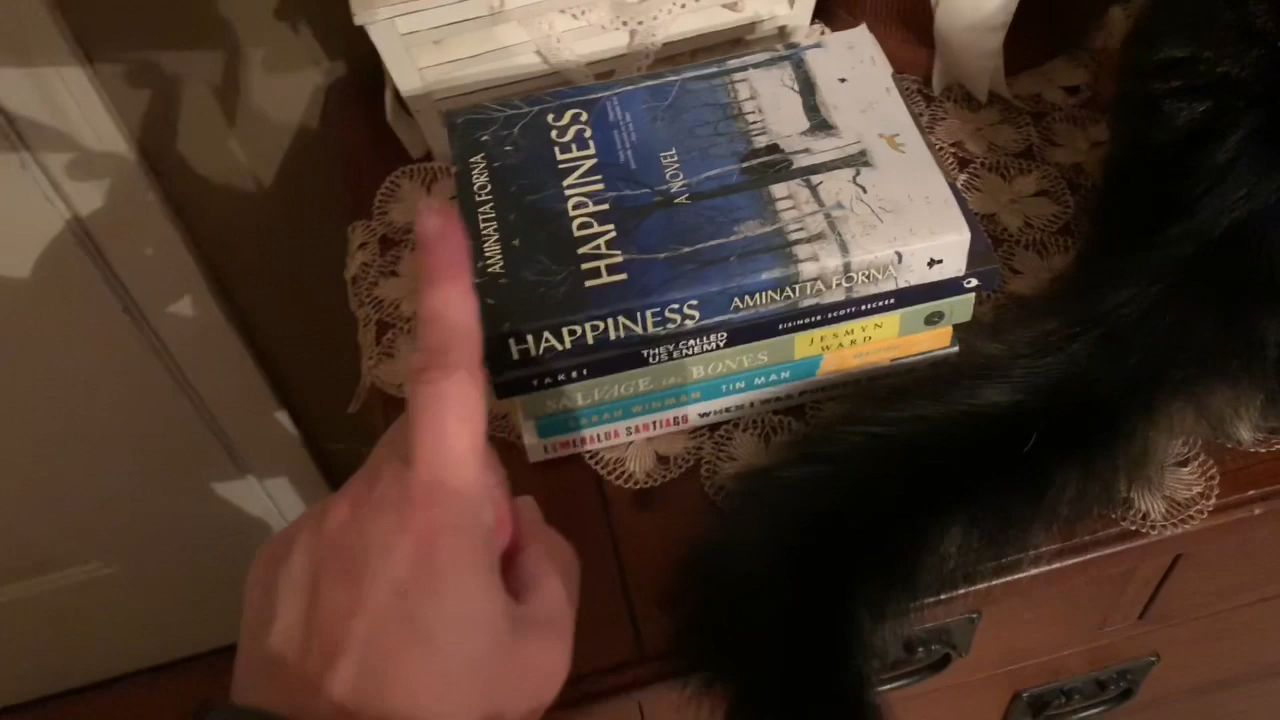 AMINATTA FORNA
HAPPINESS
A NOVEL
HAPPINESS AMINATTA FORNA
TAKEI THEY CALLED US ENEMY EISINGER·SCOTT·BECKER
SALVAGE the BONES JESMYN WARD
SARAH WINMAN TIN MAN
ESMERALDA SANTIAGO WHEN I WAS